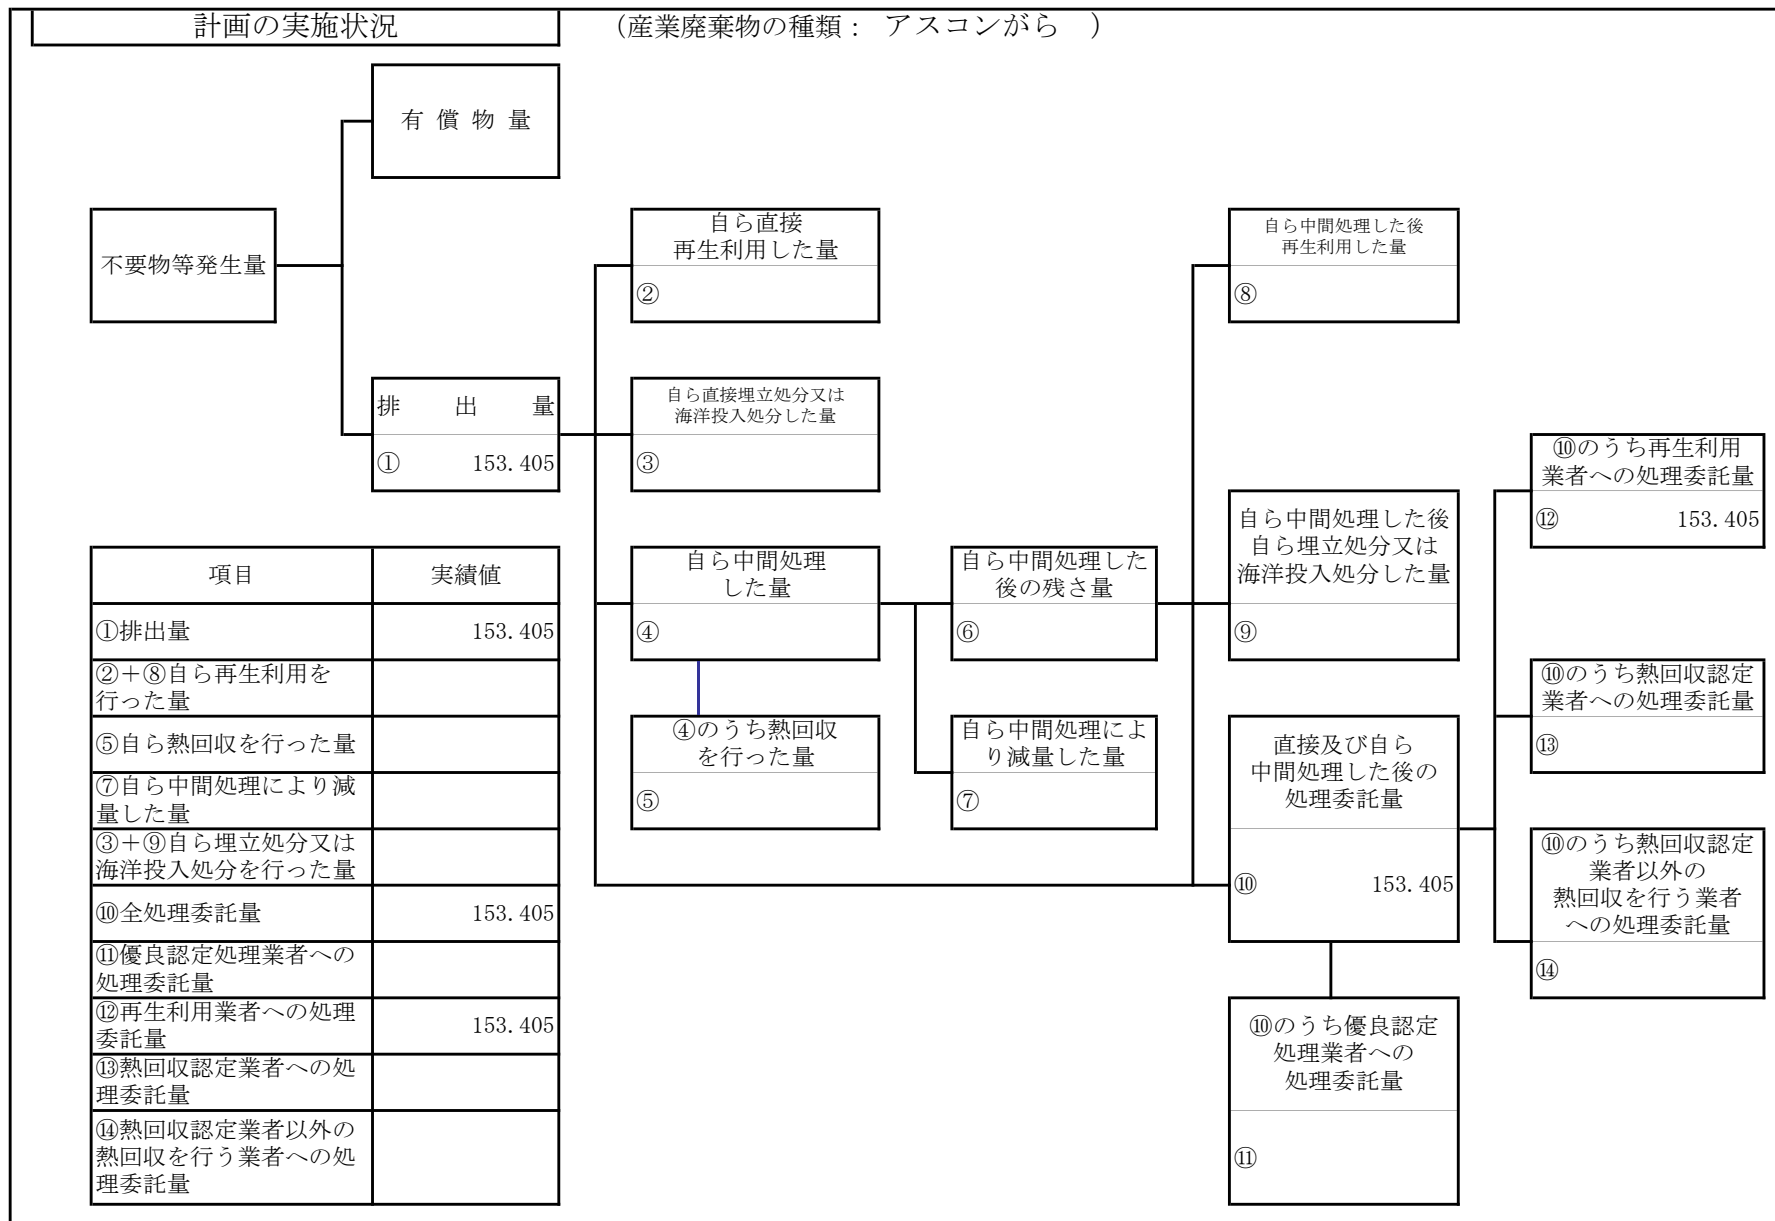 計画の実施状況
（産業廃棄物の種類： アスコンがら ）
有 償 物 量
不要物等発生量
自ら直接
再生利用した量
②
自ら中間処理した後
再生利用した量
⑧
排 出 量
① 153.405
自ら直接埋立処分又は
海洋投入処分した量
③
⑩のうち再生利用
業者への処理委託量
⑫ 153.405
自ら中間処理
した量
④
自ら中間処理した
後の残さ量
⑥
自ら中間処理した後
自ら埋立処分又は
海洋投入処分した量
⑨
⑩のうち熱回収認定
業者への処理委託量
⑬
④のうち熱回収
を行った量
⑤
自ら中間処理によ
り減量した量
⑦
直接及び自ら
中間処理した後の
処理委託量
⑩ 153.405
⑩のうち熱回収認定
業者以外の
熱回収を行う業者
への処理委託量
⑭
⑩のうち優良認定
処理業者への
処理委託量
⑪
項目 実績値
①排出量 153.405
②＋⑧自ら再生利用を
行った量
⑤自ら熱回収を行った量
⑦自ら中間処理により減
量した量
③＋⑨自ら埋立処分又は
海洋投入処分を行った量
⑩全処理委託量 153.405
⑪優良認定処理業者への
処理委託量
⑫再生利用業者への処理
委託量 153.405
⑬熱回収認定業者への処
理委託量
⑭熱回収認定業者以外の
熱回収を行う業者への処
理委託量